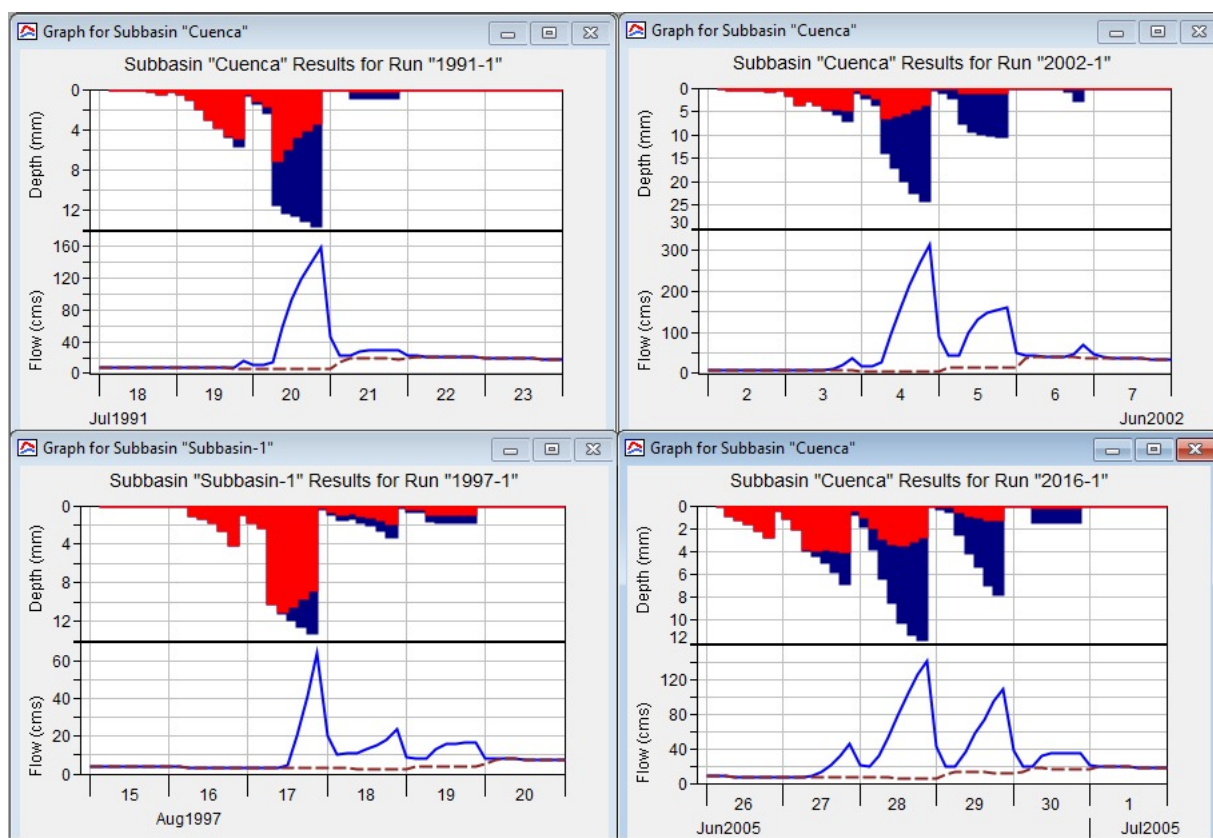 Graph for Subbasin "Cuenca"
Subbasin "Cuenca" Results for Run "1991-1"
0
4
8
12
Depth (mm)
160
120
80
40
0
Flow (cms)
18 19 20 21 22 23
Jul1991
Graph for Subbasin "Cuenca"
Subbasin "Cuenca" Results for Run "2002-1"
0
5
10
15
20
25
30
Depth (mm)
300
200
100
0
Flow (cms)
2 3 4 5 6 7
Jun2002
Graph for Subbasin "Subbasin-1"
Subbasin "Subbasin-1" Results for Run "1997-1"
0
4
8
12
Depth (mm)
60
40
20
0
Flow (cms)
15 16 17 18 19 20
Aug1997
Graph for Subbasin "Cuenca"
Subbasin "Cuenca" Results for Run "2016-1"
0
2
4
6
8
10
12
Depth (mm)
120
80
40
0
Flow (cms)
26 27 28 29 30 1
Jun2005 Jul2005